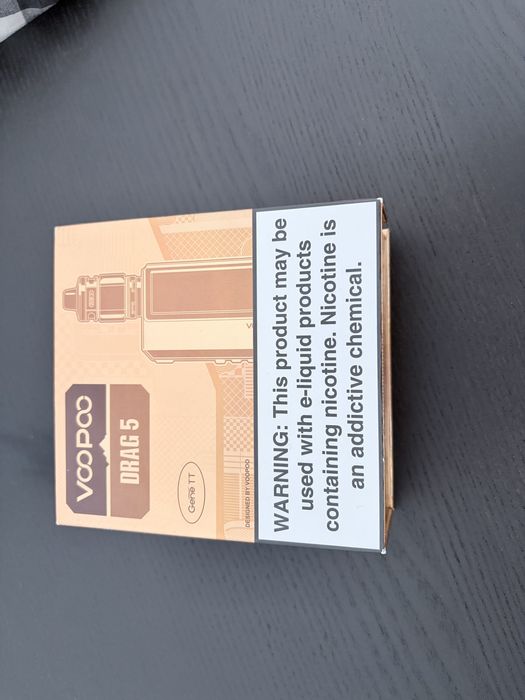 VOOPOO
DRAG 5
Gene TT
DESIGNED BY VOOPOO
WARNING: This product may be
used with e-liquid products
containing nicotine. Nicotine is
an addictive chemical.